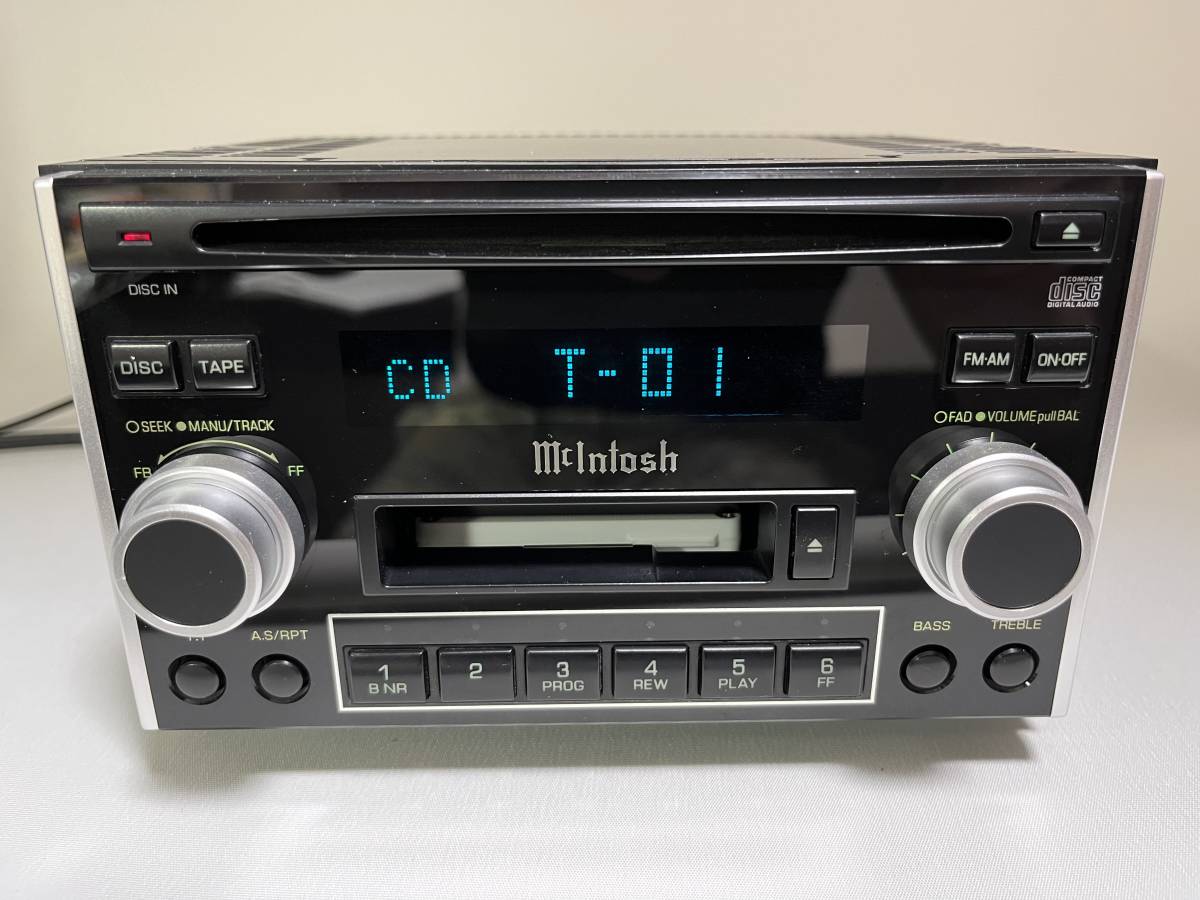 DISC IN
COMPACT
disc
DIGITAL AUDIO
DISC
TAPE
CD T-01
FM·AM
ON·OFF
SEEK MANU/TRACK
FAD VOLUME pull BAL
FB
FF
McIntosh
A.S/RPT
BASS
TREBLE
1
B NR
2
3
PROG
4
REW
5
PLAY
6
FF